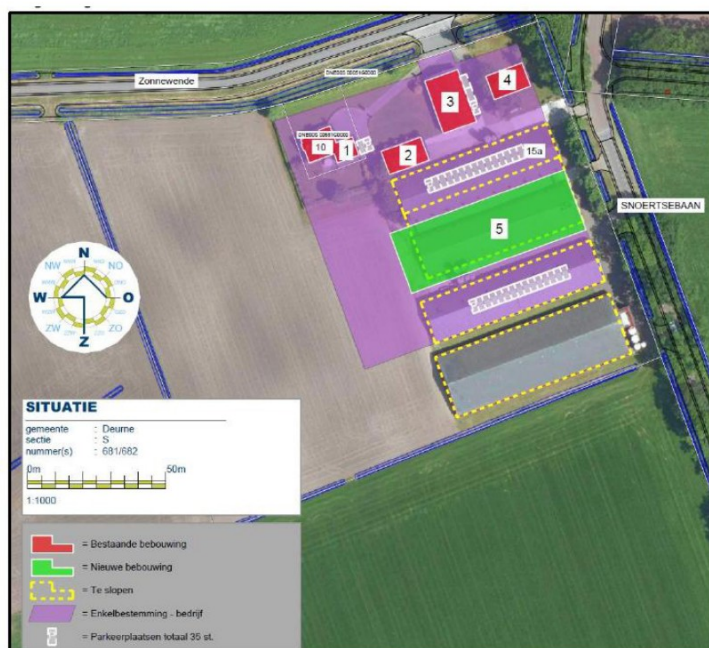 Zonnewende
10
1
2
3
4
15a
5
SNOERTSEBAAN
N
NW
NO
W
O
ZW
ZO
Z
SITUATIE
gemeente : Deurne
sectie : S
nummer(s) : 681/682
0m 50m
1:1000
= Bestaande bebouwing
= Nieuwe bebouwing
= Te slopen
= Enkelbestemming - bedrijf
= Parkeerplaatsen totaal 35 st.